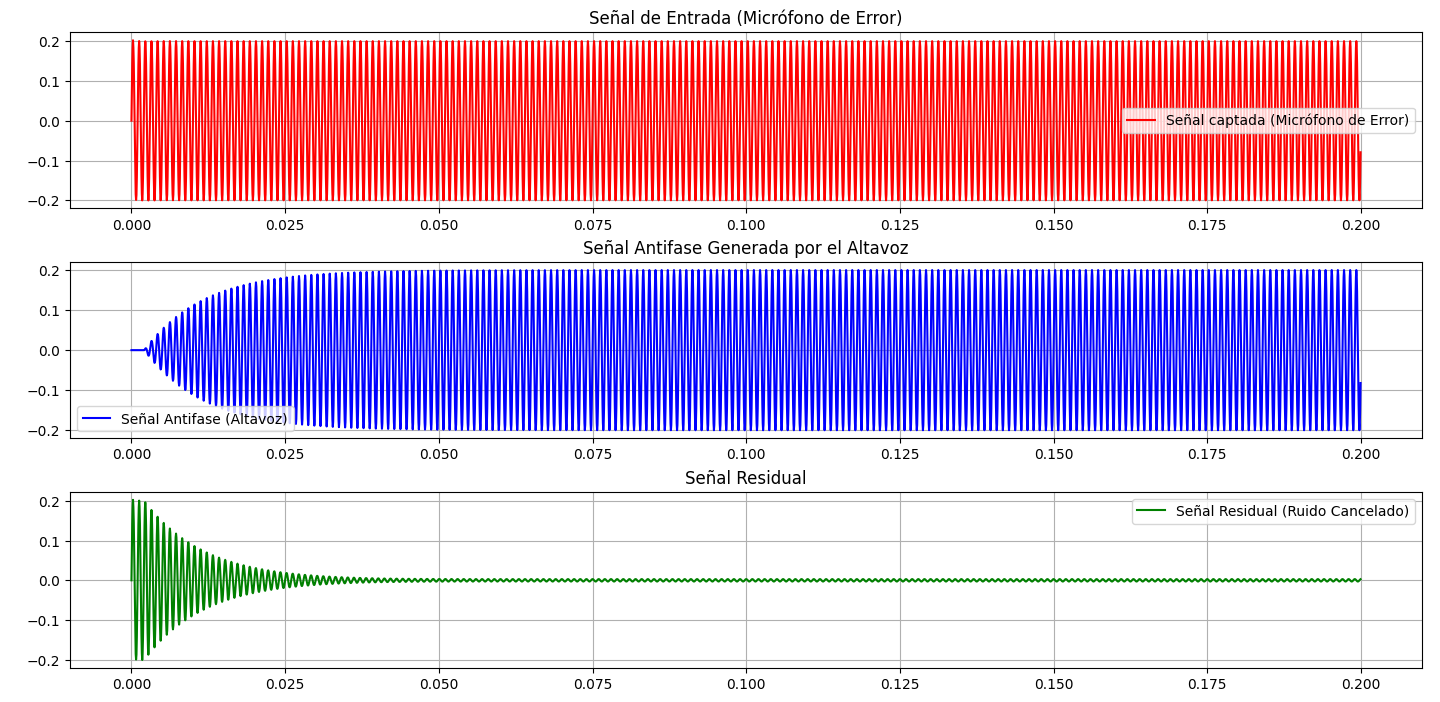 Señal de Entrada (Micrófono de Error)
0.2
0.1
0.0
−0.1
−0.2
Señal captada (Micrófono de Error)
0.000 0.025 0.050 0.075 0.100 0.125 0.150 0.175 0.200
Señal Antifase Generada por el Altavoz
0.2
0.1
0.0
−0.1
−0.2
Señal Antifase (Altavoz)
0.000 0.025 0.050 0.075 0.100 0.125 0.150 0.175 0.200
Señal Residual
0.2
0.1
0.0
−0.1
−0.2
Señal Residual (Ruido Cancelado)
0.000 0.025 0.050 0.075 0.100 0.125 0.150 0.175 0.200